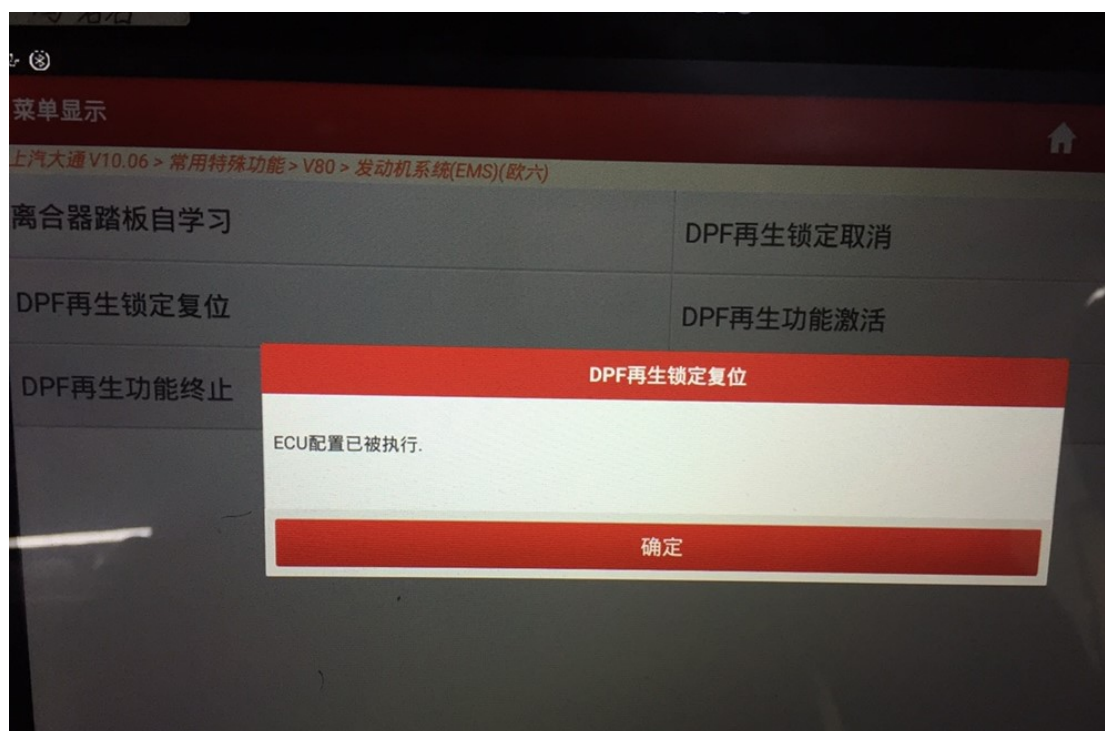 菜单显示
上汽大通 V10.06 > 常用特殊功能 > V80 > 发动机系统(EMS)(欧六)
离合器踏板自学习
DPF再生锁定取消
DPF再生锁定复位
DPF再生功能激活
DPF再生功能终止
DPF再生锁定复位
ECU配置已被执行.
确定